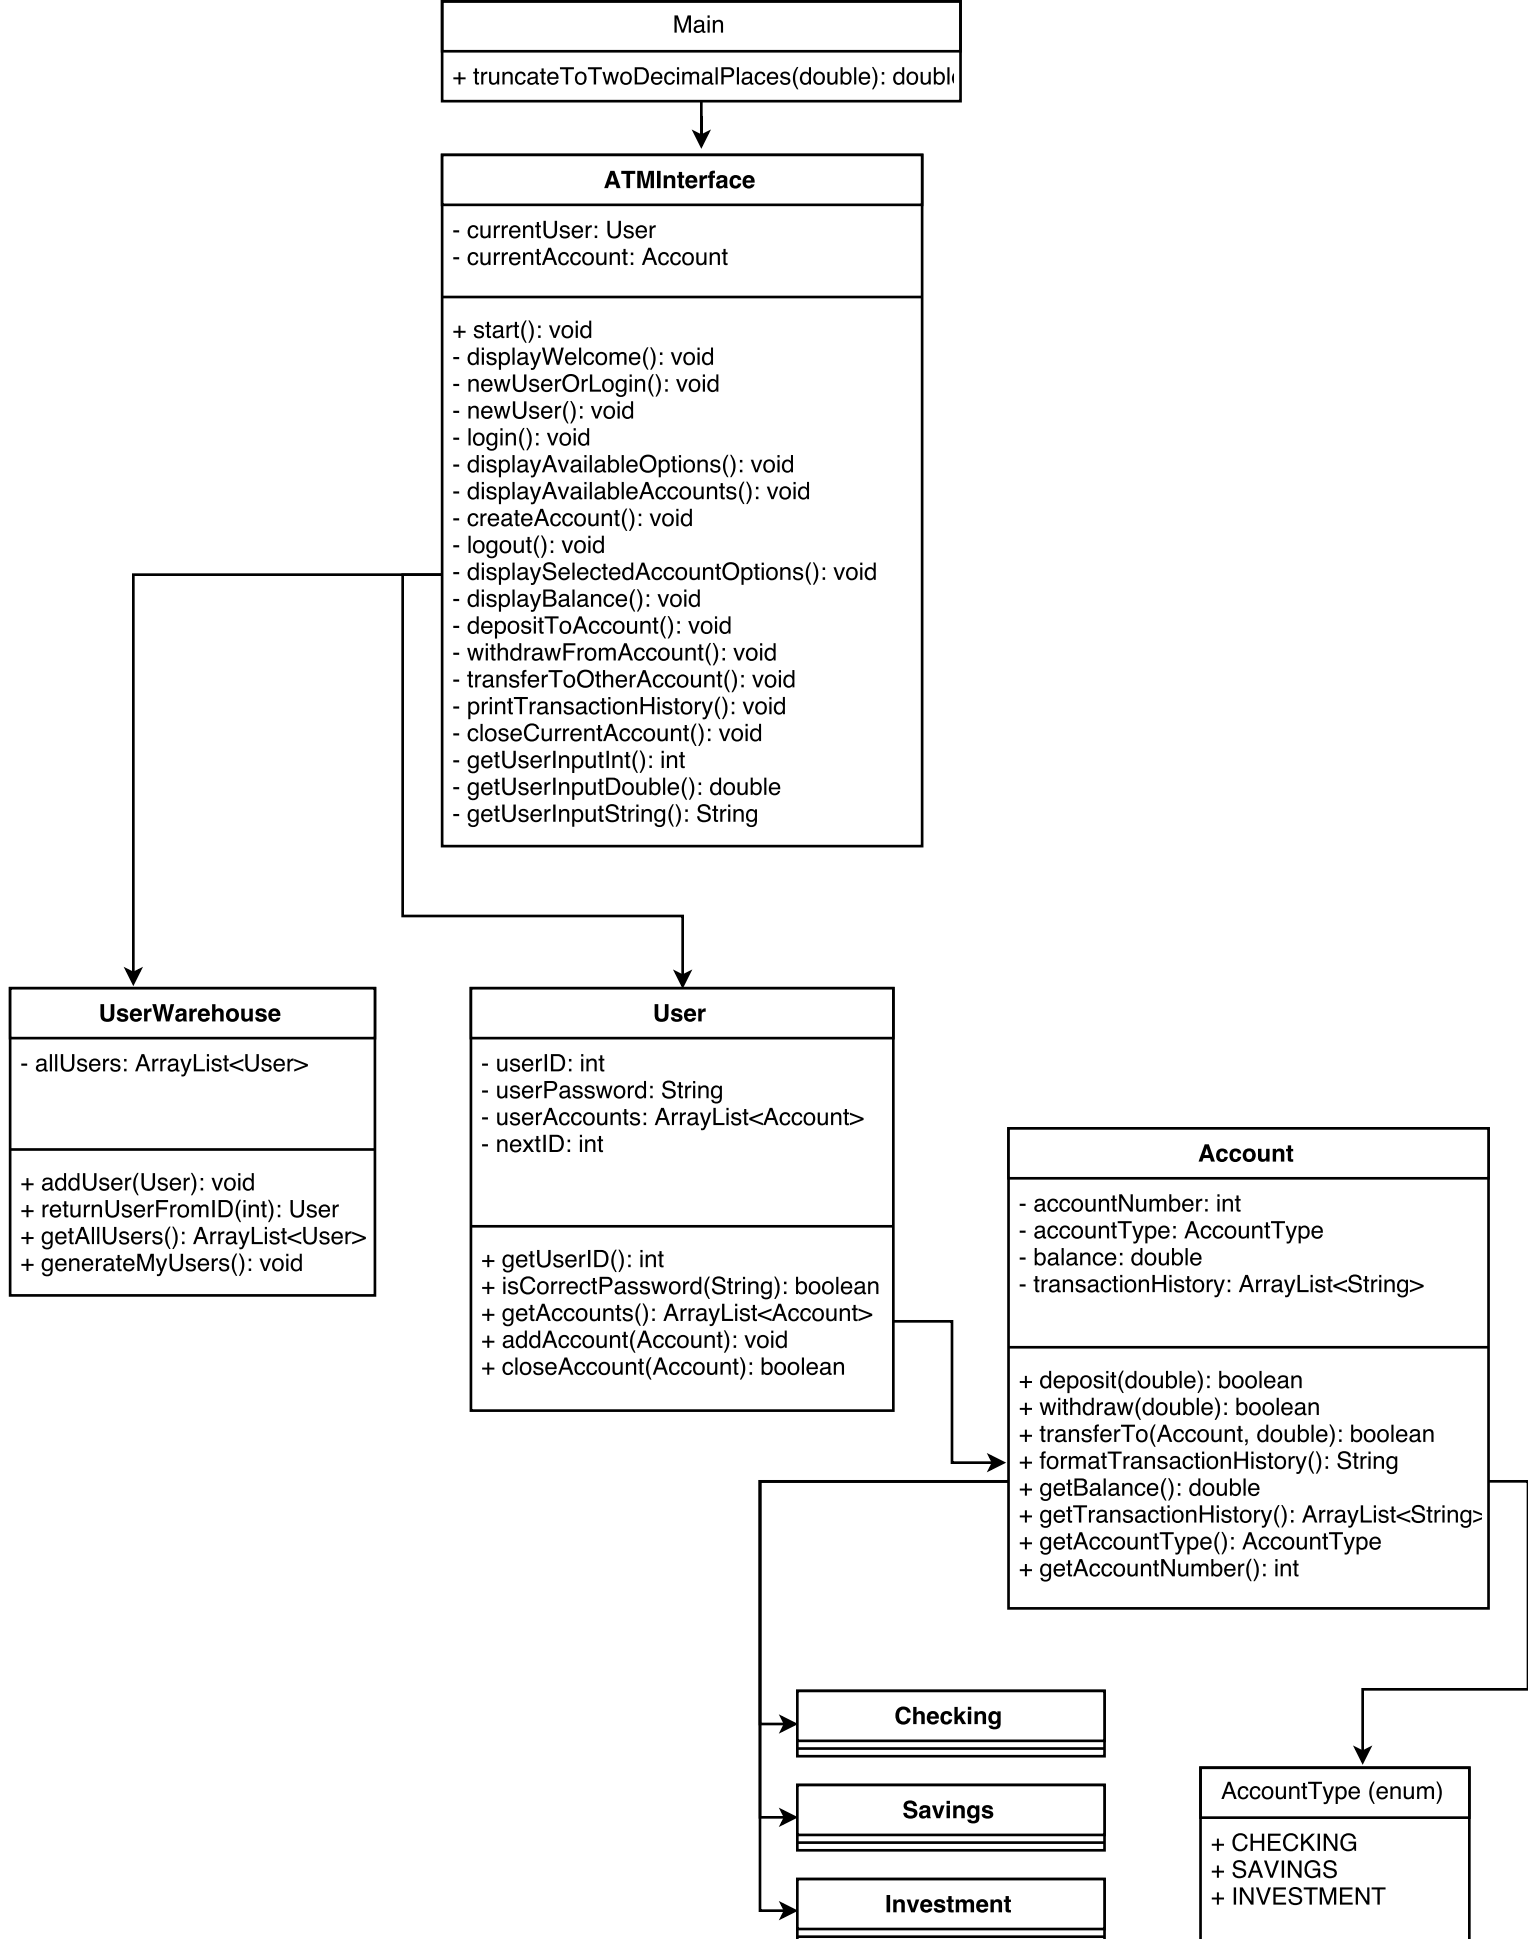 Main
+ truncateToTwoDecimalPlaces(double): double
ATMInterface
- currentUser: User
- currentAccount: Account
+ start(): void
- displayWelcome(): void
- newUserOrLogin(): void
- newUser(): void
- login(): void
- displayAvailableOptions(): void
- displayAvailableAccounts(): void
- createAccount(): void
- logout(): void
- displaySelectedAccountOptions(): void
- displayBalance(): void
- depositToAccount(): void
- withdrawFromAccount(): void
- transferToOtherAccount(): void
- printTransactionHistory(): void
- closeCurrentAccount(): void
- getUserInputInt(): int
- getUserInputDouble(): double
- getUserInputString(): String
UserWarehouse
- allUsers: ArrayList<User>
+ addUser(User): void
+ returnUserFromID(int): User
+ getAllUsers(): ArrayList<User>
+ generateMyUsers(): void
User
- userID: int
- userPassword: String
- userAccounts: ArrayList<Account>
- nextID: int
+ getUserID(): int
+ isCorrectPassword(String): boolean
+ getAccounts(): ArrayList<Account>
+ addAccount(Account): void
+ closeAccount(Account): boolean
Account
- accountNumber: int
- accountType: AccountType
- balance: double
- transactionHistory: ArrayList<String>
+ deposit(double): boolean
+ withdraw(double): boolean
+ transferTo(Account, double): boolean
+ formatTransactionHistory(): String
+ getBalance(): double
+ getTransactionHistory(): ArrayList<String>
+ getAccountType(): AccountType
+ getAccountNumber(): int
Checking
Savings
Investment
AccountType (enum)
+ CHECKING
+ SAVINGS
+ INVESTMENT